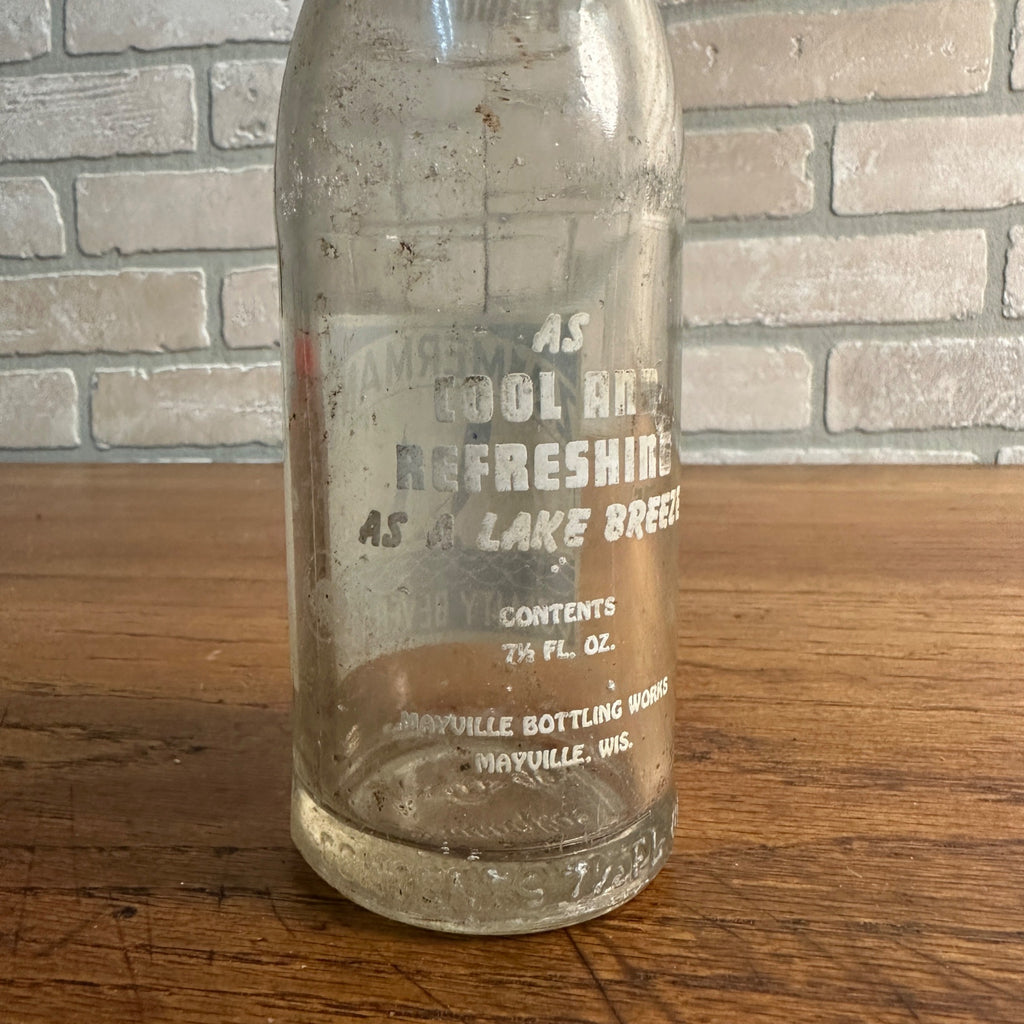 AS
COOL AND
REFRESHING
AS A LAKE BREEZE
CONTENTS
7½ FL. OZ.
MAYVILLE BOTTLING WORKS
MAYVILLE, WIS.